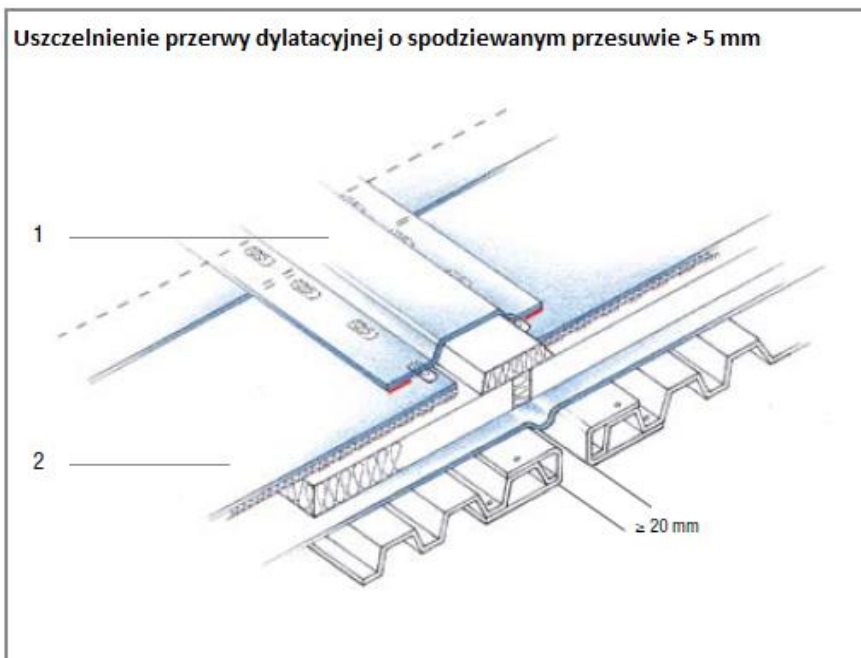 Uszczelnienie przerwy dylatacyjnej o spodziewanym przesuwie > 5 mm
1
2
≥ 20 mm